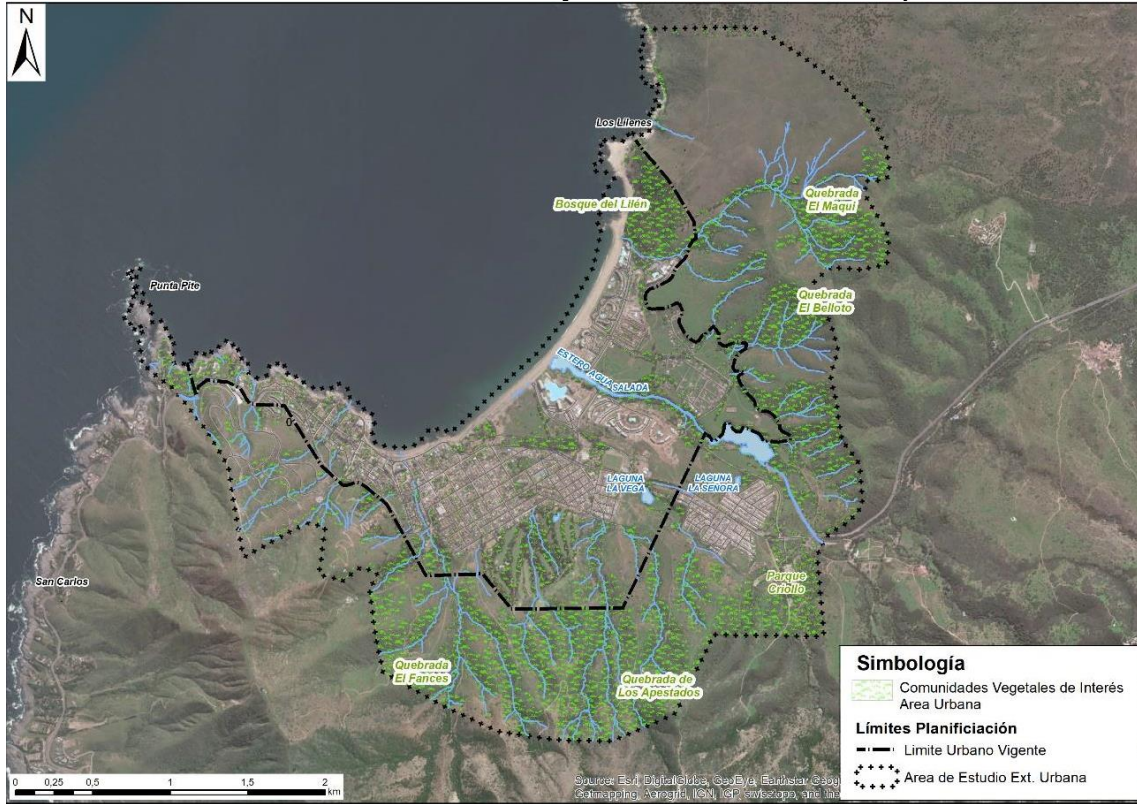 N
Los Lilenes
Bosque del Lilén
Quebrada
El Maqui
Punta Pite
Quebrada
El Belloto
ESTERO AGUA SALADA
0
LAGUNA
LA VEGA
LAGUNA
LA SEÑORA
San Carlos
Parque
Criollo
Quebrada
El Fances
Quebrada de
Los Apestados
Simbología
Comunidades Vegetales de Interés
Area Urbana
Límites Planificiación
Limite Urbano Vigente
Area de Estudio Ext. Urbana
0 0,25 0,5 1 1,5 2
km
Source: Esri, DigitalGlobe, GeoEye, Earthstar Geog
Getmapping, Aerogrid, IGN, IGP, swisstopo, and the